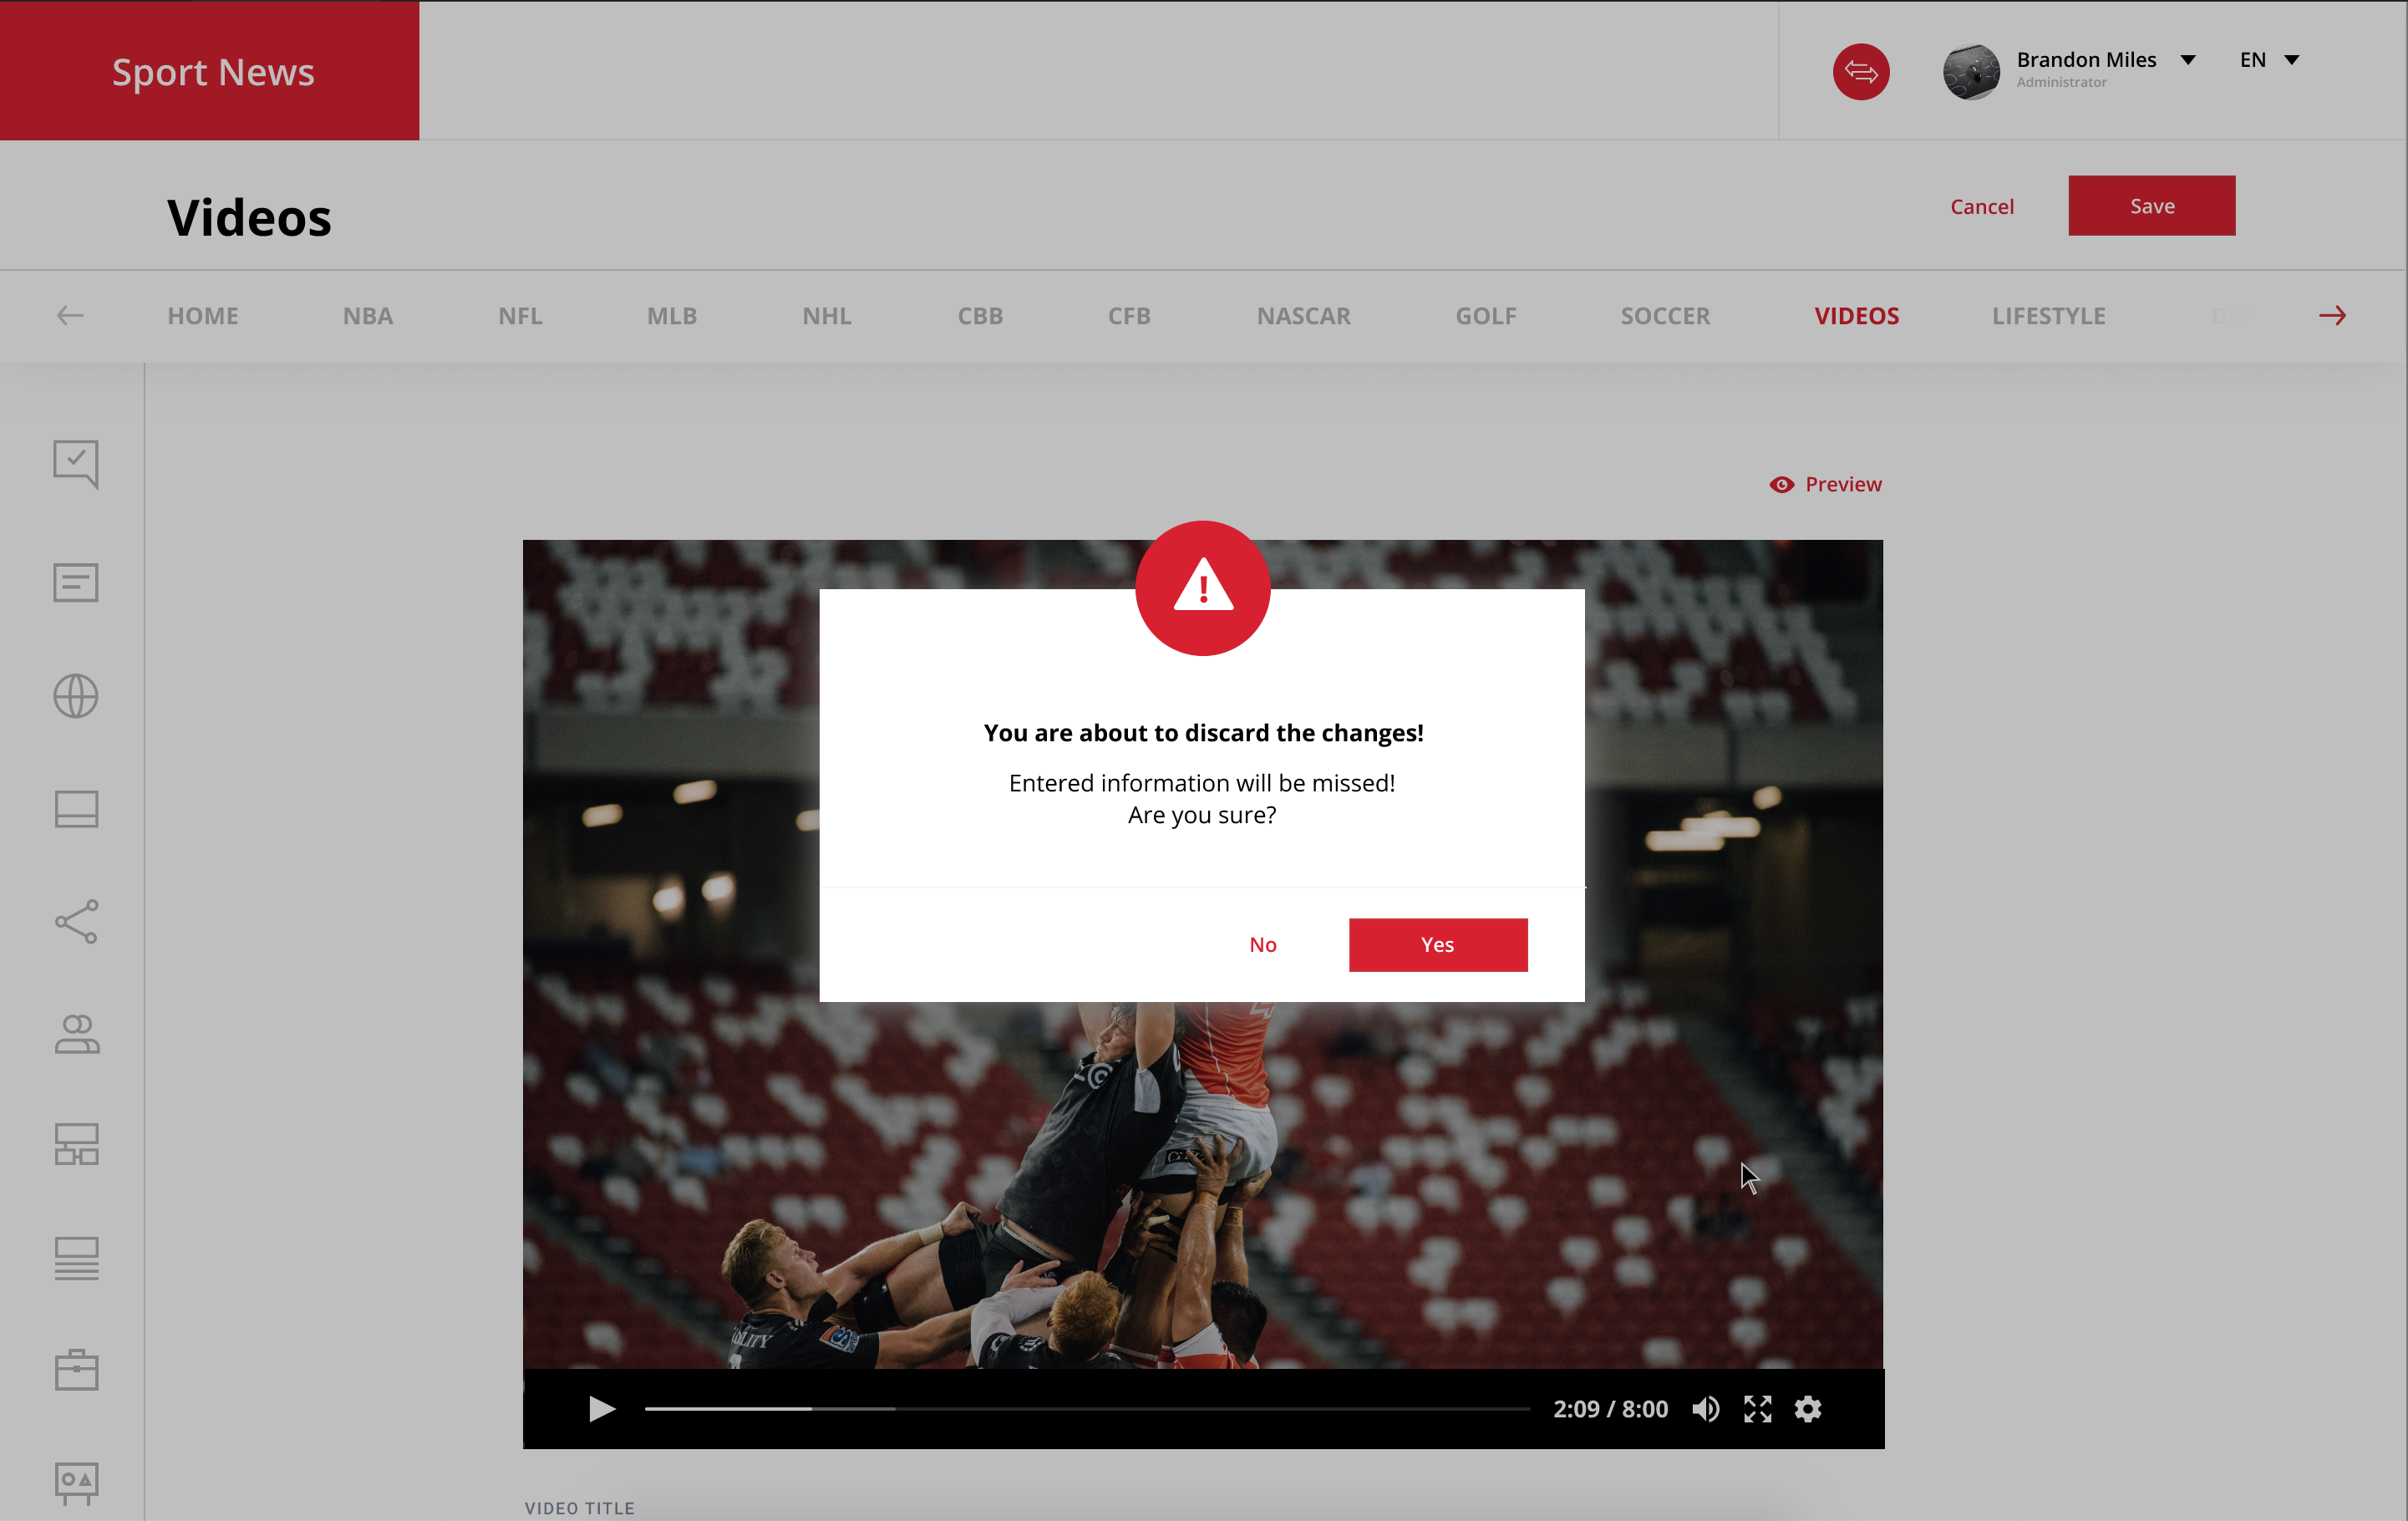 Sport News
Brandon Miles
Administrator
EN
Videos
Cancel
Save
HOME
NBA
NFL
MLB
NHL
CBB
CFB
NASCAR
GOLF
SOCCER
VIDEOS
LIFESTYLE
Preview
You are about to discard the changes!
Entered information will be missed!
Are you sure?
No
Yes
2:09 / 8:00
VIDEO TITLE